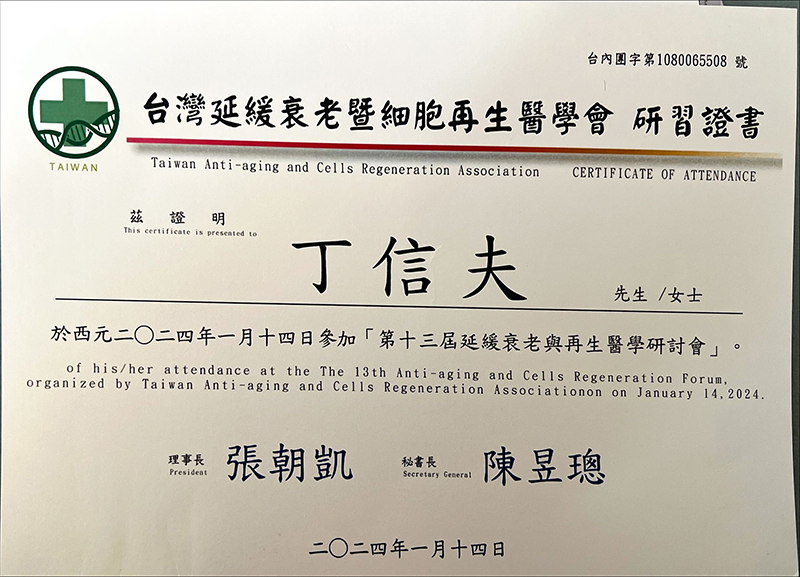 台內團字第1080065508 號
TAIWAN
台灣延緩衰老暨細胞再生醫學會 研習證書
Taiwan Anti-aging and Cells Regeneration Association CERTIFICATE OF ATTENDANCE
茲證明
This certificate is presented to
丁信夫
先生 /女士
於西元二〇二四年一月十四日參加「第十三屆延緩衰老與再生醫學研討會」。
of his/her attendance at the The 13th Anti-aging and Cells Regeneration Forum,
organized by Taiwan Anti-aging and Cells Regeneration Associationon on January 14,2024.
理事長 張朝凱 秘書長 陳昱璁
President Secretary General
二〇二四年一月十四日